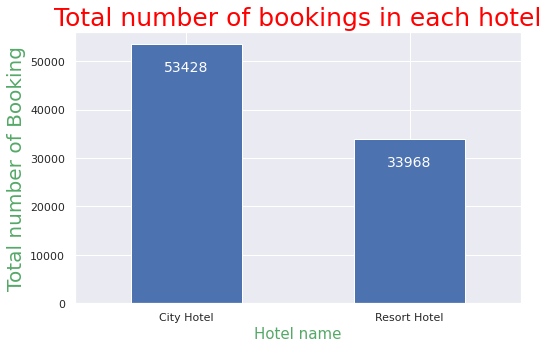 Total number of bookings in each hotel
Total number of Booking
50000
40000
30000
20000
10000
0
53428
33968
City Hotel
Resort Hotel
Hotel name